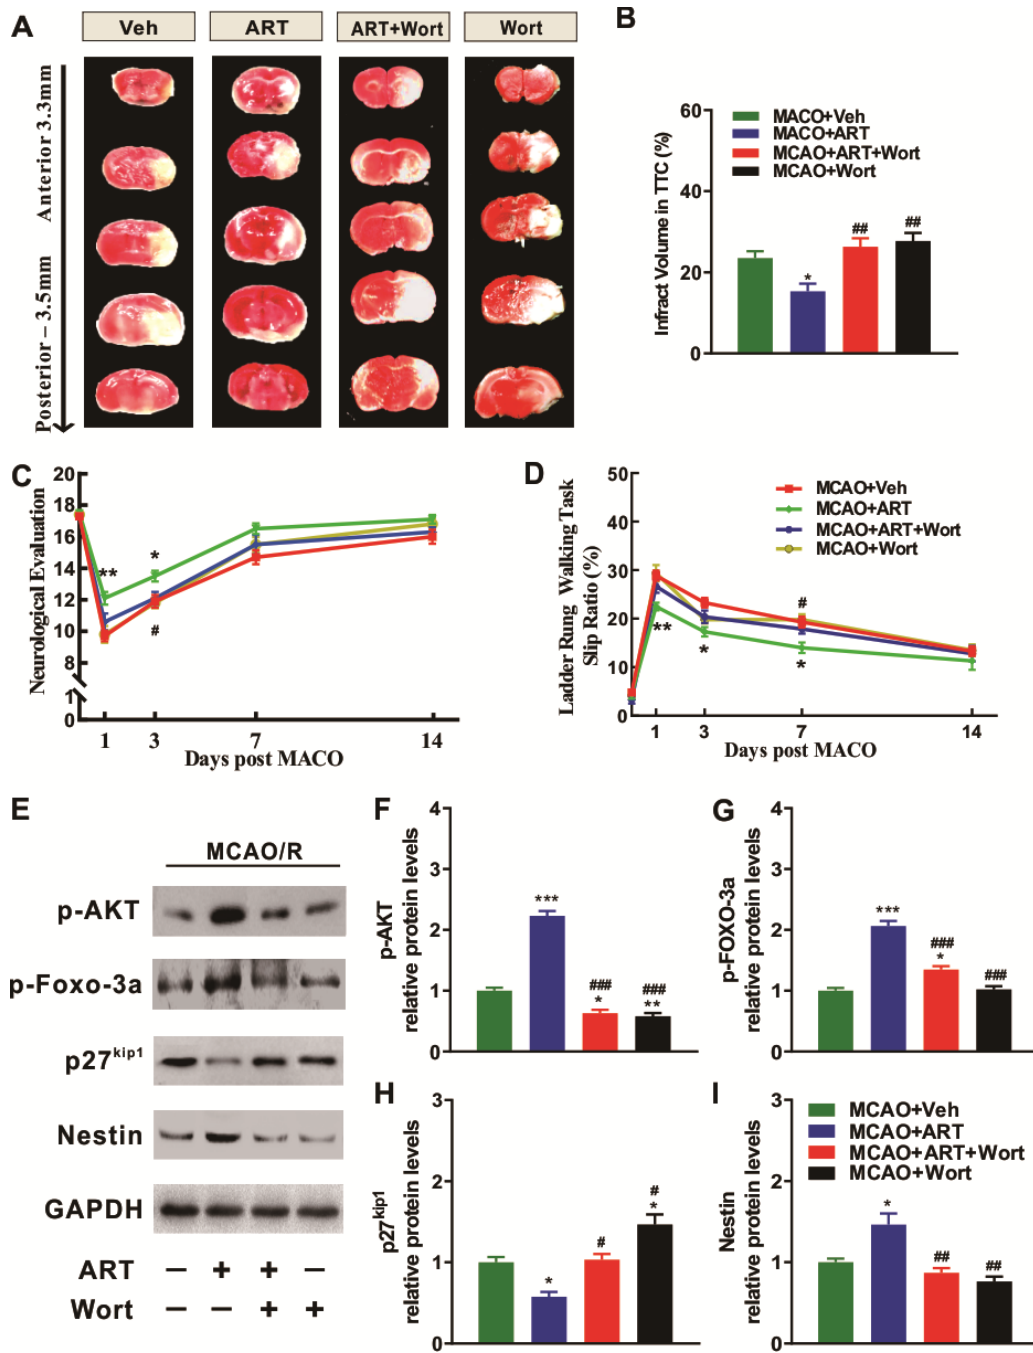 A
Veh
ART
ART+Wort
Wort
Anterior 3.3mm
Posterior – 3.5mm
B
Infract Volume in TTC (%)
60
40
20
0
MACO+Veh
MACO+ART
MCAO+ART+Wort
MCAO+Wort
*
##
##
C
Neurological Evaluation
20
18
16
14
12
10
8
1
0
**
*
#
1 3 7 14
Days post MACO
D
Ladder Rung Walking Task
Slip Ratio (%)
50
40
30
20
10
0
MCAO+Veh
MCAO+ART
MCAO+ART+Wort
MCAO+Wort
**
*
#
*
1 3 7 14
Days post MACO
E
MCAO/R
p-AKT
p-Foxo-3a
p27kip1
Nestin
GAPDH
ART − + + −
Wort − − + +
F
p-AKT
relative protein levels
4
3
2
1
0
***
###
*
###
**
G
p-FOXO-3a
relative protein levels
4
3
2
1
0
***
###
*
###
H
p27kip1
relative protein levels
3
2
1
0
*
#
#
*
I
Nestin
relative protein levels
3
2
1
0
MCAO+Veh
MCAO+ART
MCAO+ART+Wort
MCAO+Wort
*
##
##